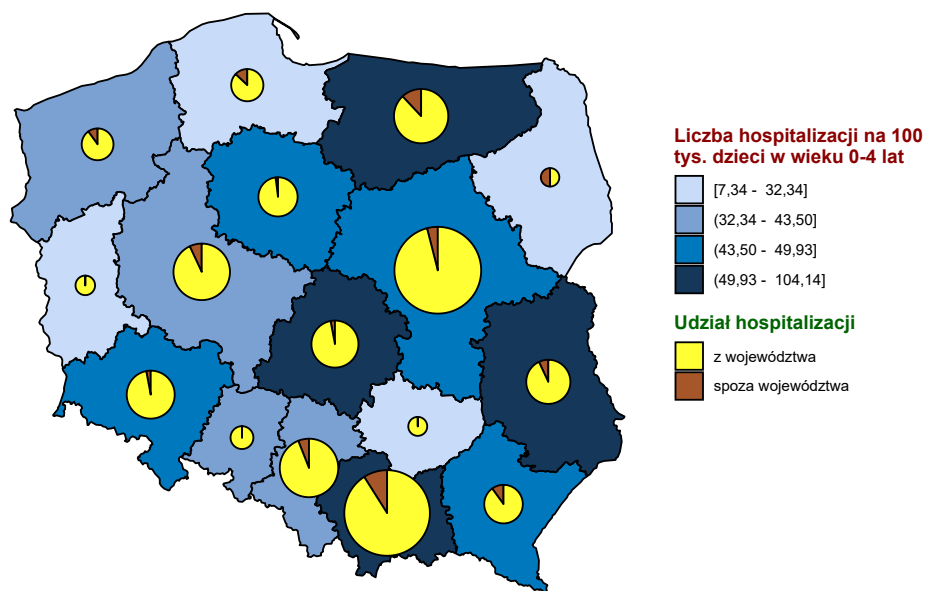 Liczba hospitalizacji na 100
tys. dzieci w wieku 0-4 lat
[7,34 - 32,34]
(32,34 - 43,50]
(43,50 - 49,93]
(49,93 - 104,14]
Udział hospitalizacji
z województwa
spoza województwa